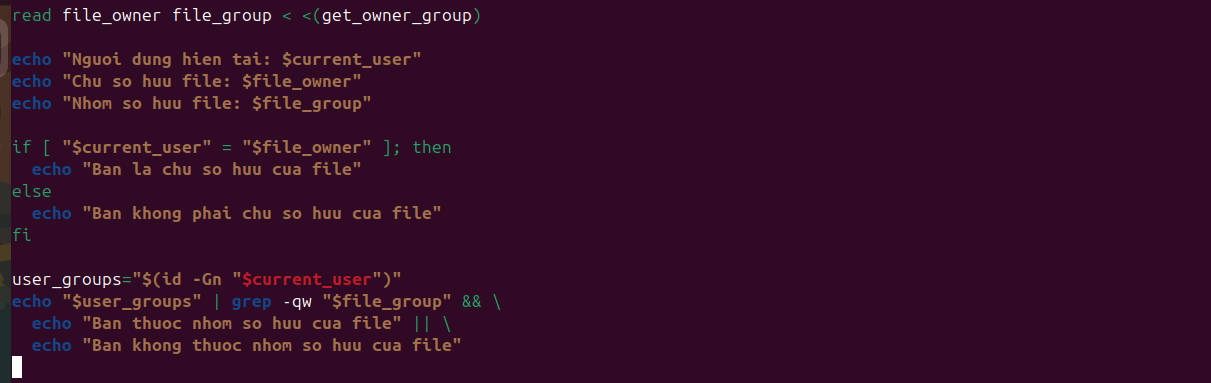 read file_owner file_group < <(get_owner_group)
echo "Nguoi dung hien tai: $current_user"
echo "Chu so huu file: $file_owner"
echo "Nhom so huu file: $file_group"
if [ "$current_user" = "$file_owner" ]; then
  echo "Ban la chu so huu cua file"
else
  echo "Ban khong phai chu so huu cua file"
fi
user_groups="$(id -Gn "$current_user")"
echo "$user_groups" | grep -qw "$file_group" && \
  echo "Ban thuoc nhom so huu cua file" || \
  echo "Ban khong thuoc nhom so huu cua file"